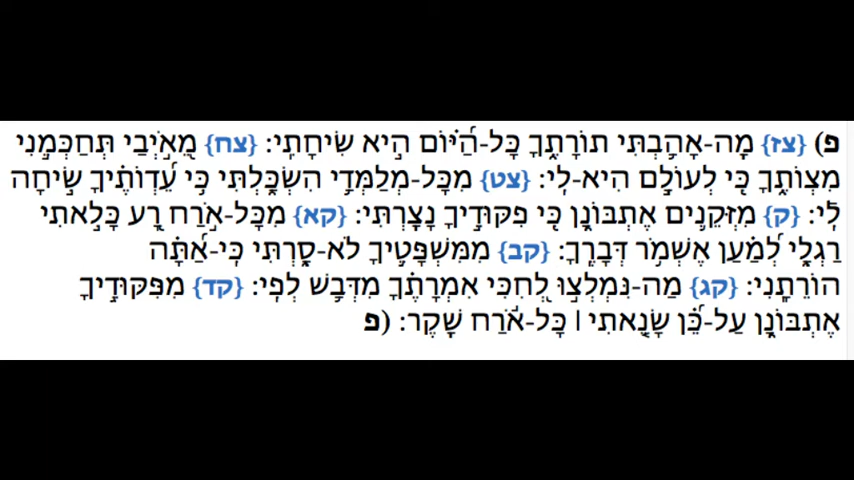 פ) {צז} מָֽה-אָהַ֥בְתִּי תוֹרָתֶ֑ךָ כָּל-הַ֝יּ֗וֹם הִ֣יא שִׂיחָתִֽי: {צח} מֵ֭אֹ֣יְבַי תְּחַכְּמֵ֣נִי
מִצְוֺתֶ֑ךָ כִּ֖י לְעוֹלָ֣ם הִיא-לִֽי: {צט} מִכָּל-מְלַמְּדַ֥י הִשְׂכַּ֑לְתִּי כִּ֥י עֵ֝דְוֺתֶ֗יךָ שִׂ֣יחָה
לִֽי: {ק} מִזְּקֵנִ֥ים אֶתְבּוֹנָ֑ן כִּ֖י פִקּוּדֶ֣יךָ נָצָֽרְתִּי: {קא} מִכָּל-אֹ֣רַח רָ֭ע כָּלִ֣אתִי
רַגְלָ֑י לְ֝מַ֗עַן אֶשְׁמֹ֥ר דְּבָרֶֽךָ: {קב} מִמִּשְׁפָּטֶ֥יךָ לֹא-סָ֑רְתִּי כִּֽי-אַ֝תָּ֗ה
הוֹרֵתָֽנִי: {קג} מַה-נִּמְלְצ֣וּ לְ֭חִכִּי אִמְרָתֶ֗ךָ מִדְּבַ֥שׁ לְפִֽי: {קד} מִפִּקּוּדֶ֥יךָ
אֶתְבּוֹנָ֑ן עַל-כֵּ֝֗ן שָׂנֵ֤אתִי | כָּל-אֹ֬רַח שָֽׁקֶר: (פ